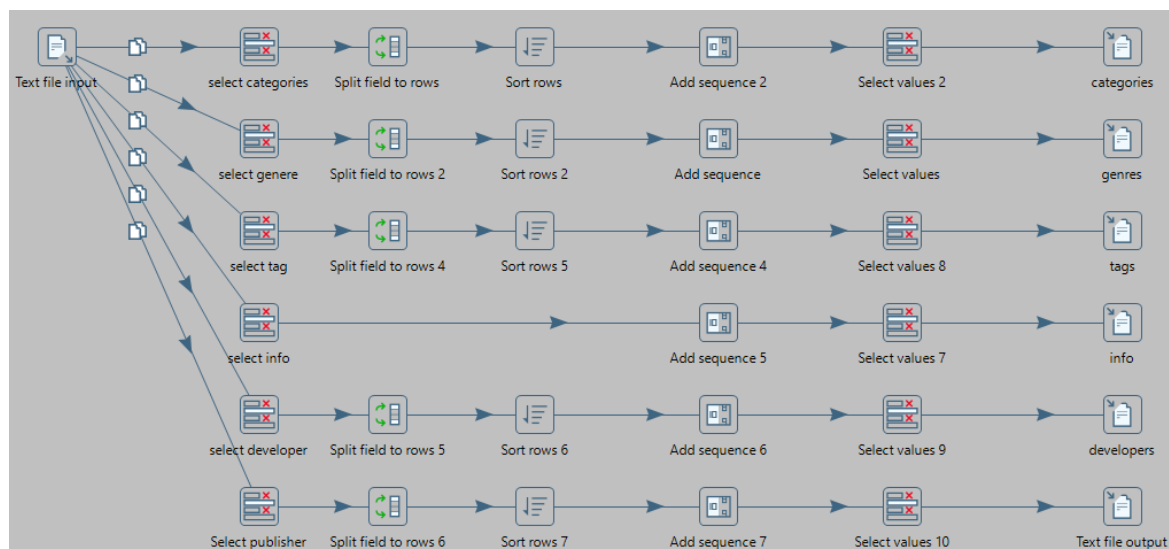 Text file input
select categories
Split field to rows
Sort rows
Add sequence 2
Select values 2
categories
select genere
Split field to rows 2
Sort rows 2
Add sequence
Select values
genres
select tag
Split field to rows 4
Sort rows 5
Add sequence 4
Select values 8
tags
select info
Add sequence 5
Select values 7
info
select developer
Split field to rows 5
Sort rows 6
Add sequence 6
Select values 9
developers
Select publisher
Split field to rows 6
Sort rows 7
Add sequence 7
Select values 10
Text file output